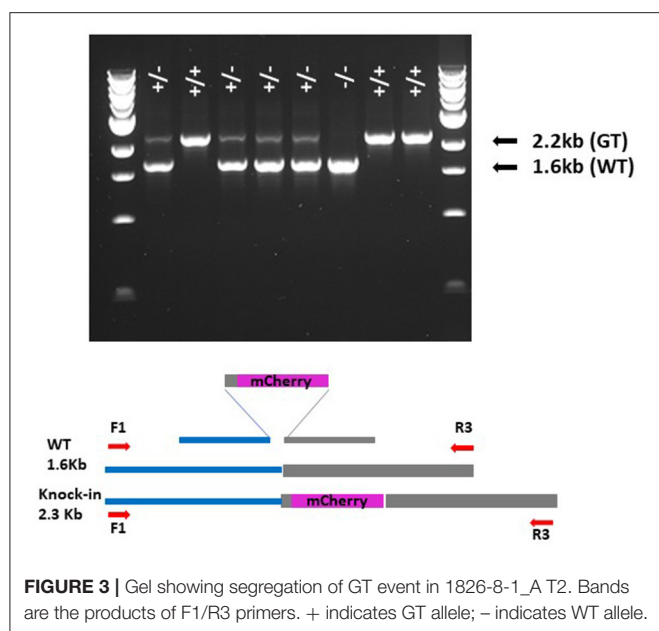 +/- +/+ +/- +/- +/- -/- +/+ +/+
2.2kb (GT)
1.6kb (WT)
mCherry
F1
R3
WT
1.6Kb
Knock-in
2.3 Kb
mCherry
F1
R3
FIGURE 3 | Gel showing segregation of GT event in 1826-8-1_A T2. Bands
are the products of F1/R3 primers. + indicates GT allele; – indicates WT allele.